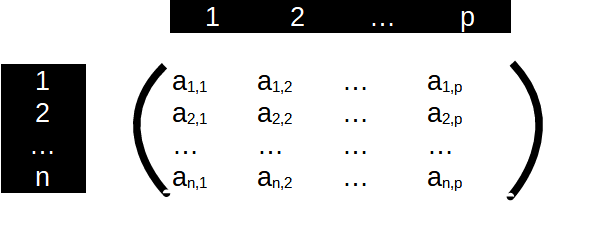 1 2 … p
1 a1,1 a1,2 … a1,p
2 a2,1 a2,2 … a2,p
… … … … …
n an,1 an,2 … an,p